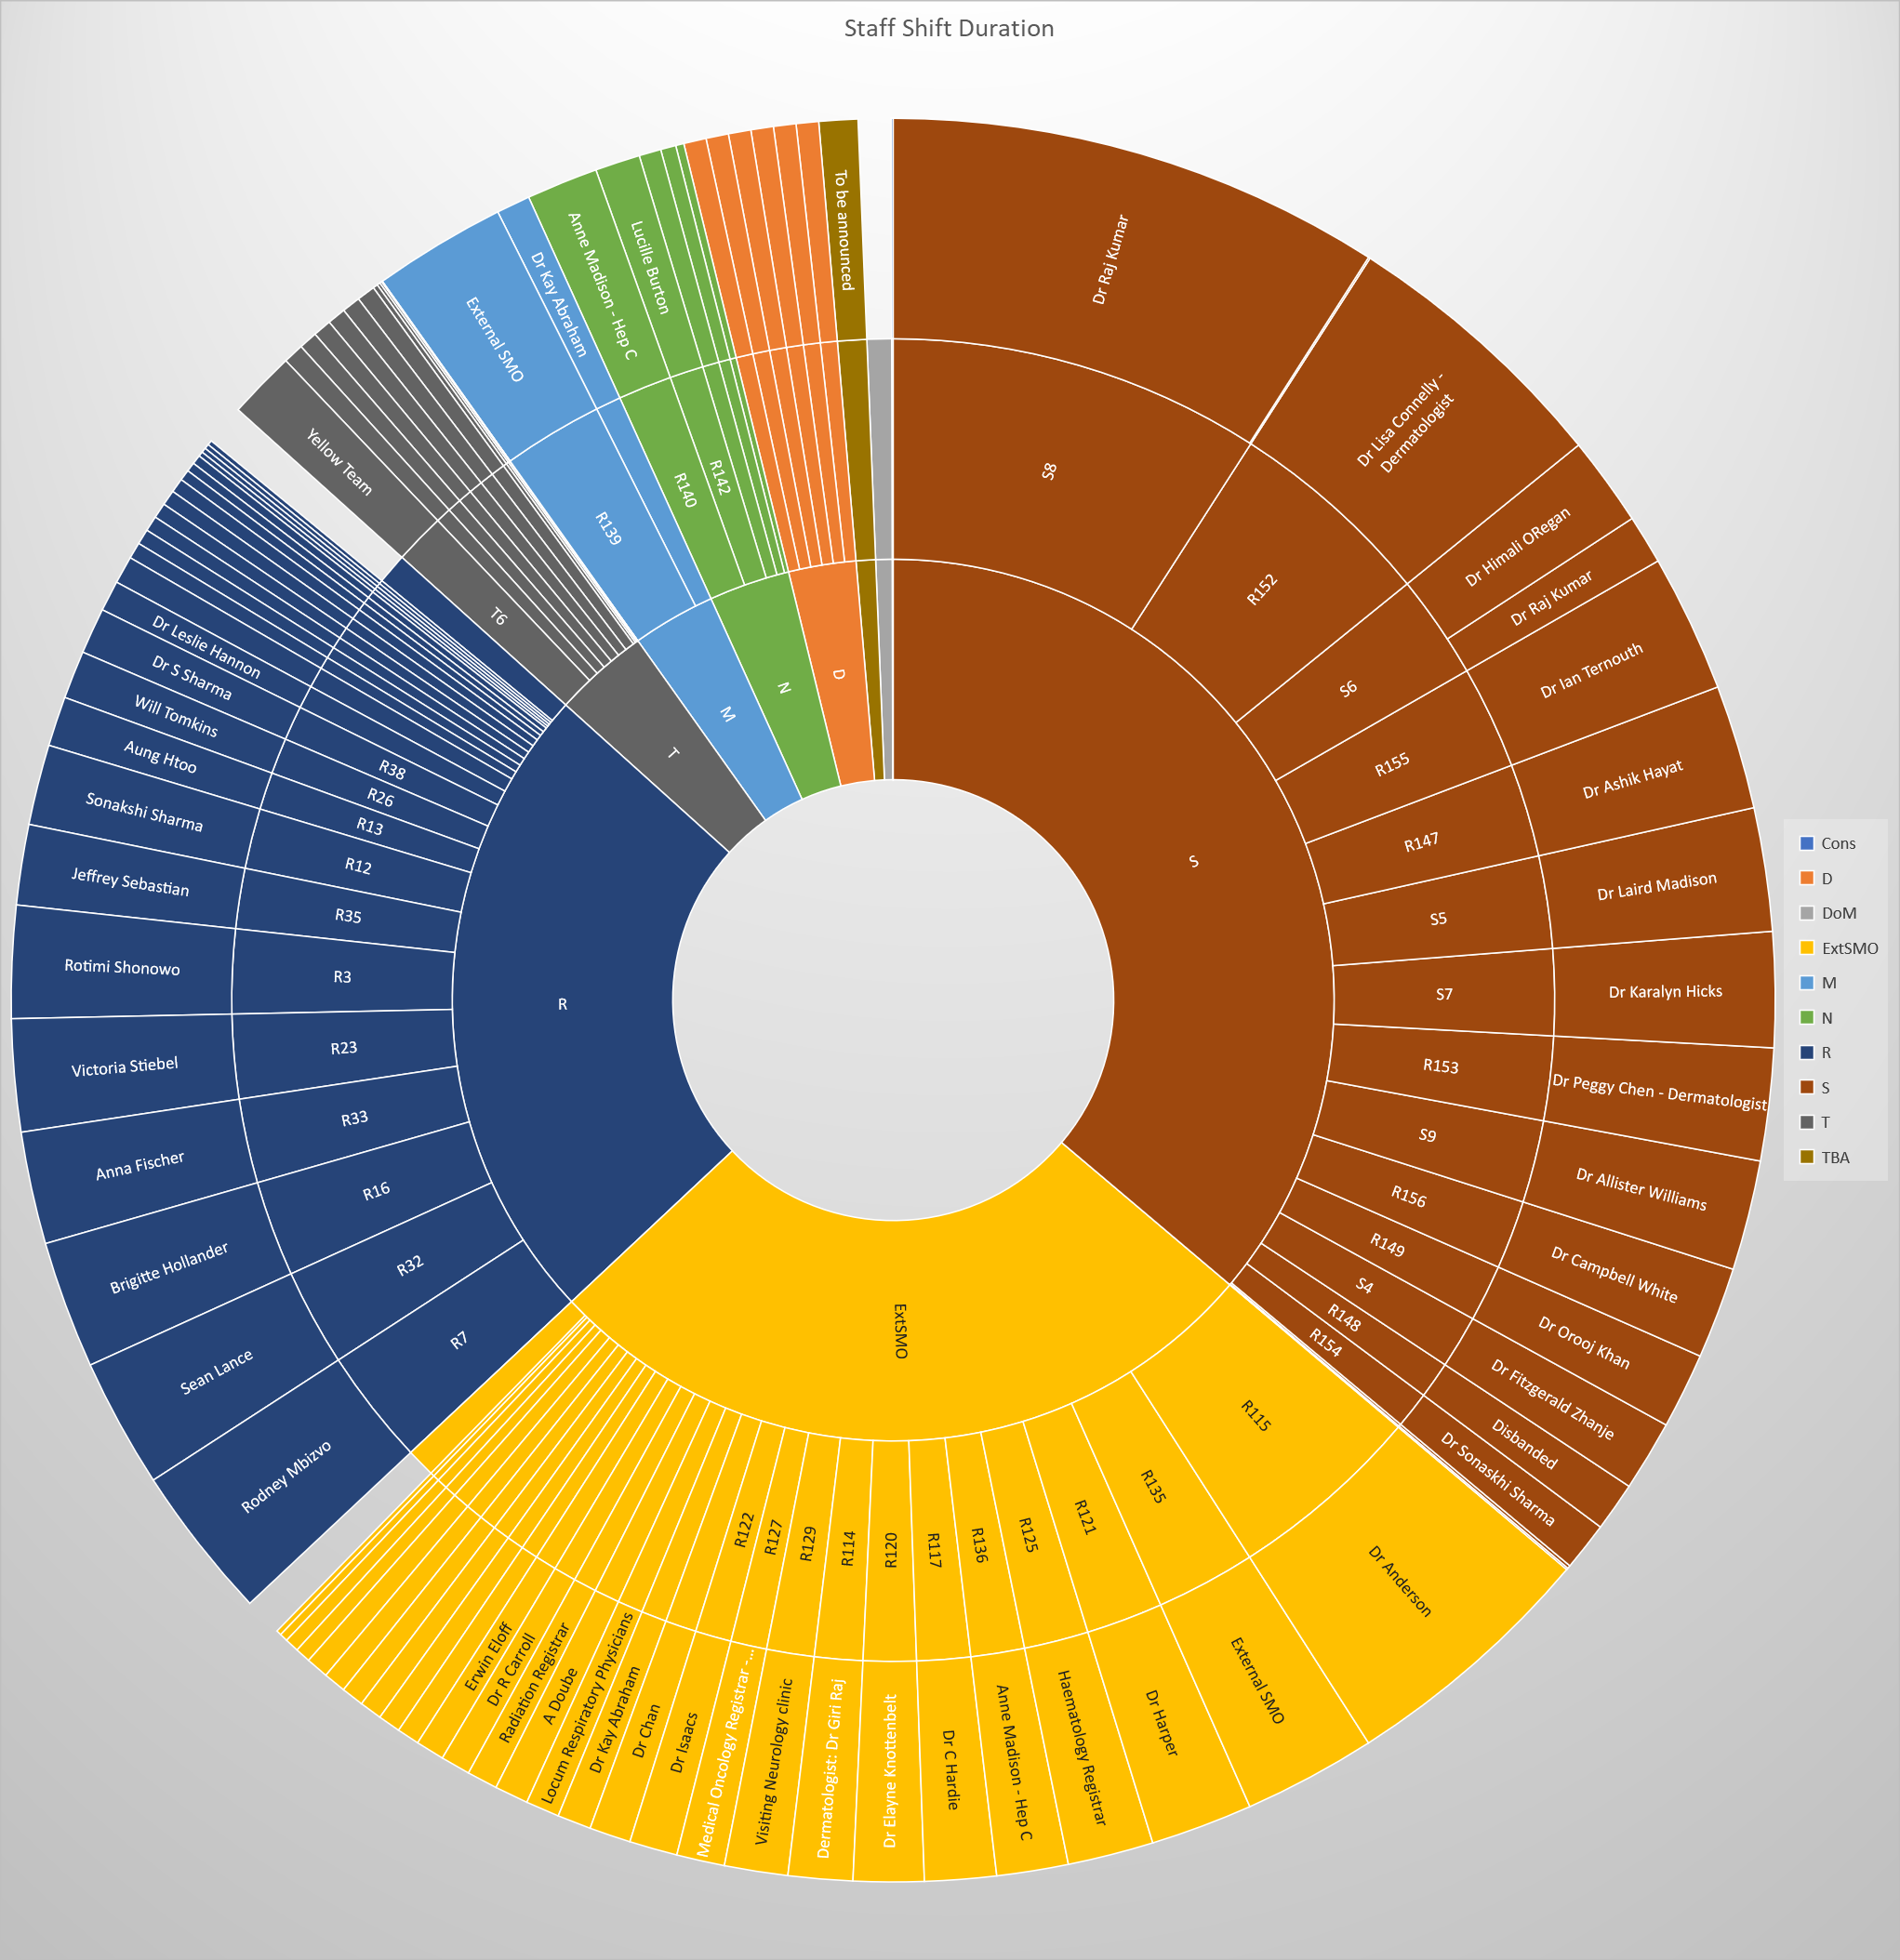 Staff Shift Duration
S
S8
Dr Raj Kumar
R152
Dr Lisa Connelly -
Dermatologist
S6
Dr Himali ORegan
Dr Raj Kumar
R155
Dr Ian Ternouth
R147
Dr Ashik Hayat
S5
Dr Laird Madison
S7
Dr Karalyn Hicks
R153
Dr Peggy Chen - Dermatologist
S9
Dr Allister Williams
R156
Dr Campbell White
R149
Dr Orooj Khan
S4
Dr Fitzgerald Zhanje
R148
Disbanded
R154
Dr Sonaskhi Sharma
ExtSMO
R115
Dr Anderson
R135
External SMO
R121
Dr Harper
R125
Haematology Registrar
R136
Anne Madison - Hep C
R117
Dr C Hardie
R120
Dr Elayne Knottenbelt
R114
Dermatologist: Dr Giri Raj
R129
Visiting Neurology clinic
R127
Medical Oncology Registrar -...
R122
Dr Isaacs
Dr Chan
Dr Kay Abraham
Locum Respiratory Physicians
A Doube
Radiation Registrar
Dr R Carroll
Erwin Eloff
R
R7
Rodney Mbizvo
R32
Sean Lance
R16
Brigitte Hollander
R33
Anna Fischer
R23
Victoria Stiebel
R3
Rotimi Shonowo
R35
Jeffrey Sebastian
R12
Sonakshi Sharma
R13
Aung Htoo
R26
Will Tomkins
R38
Dr S Sharma
Dr Leslie Hannon
T
T6
Yellow Team
M
R139
External SMO
Dr Kay Abraham
N
R140
Anne Madison - Hep C
R142
Lucille Burton
D
To be announced
Cons
D
DoM
ExtSMO
M
N
R
S
T
TBA